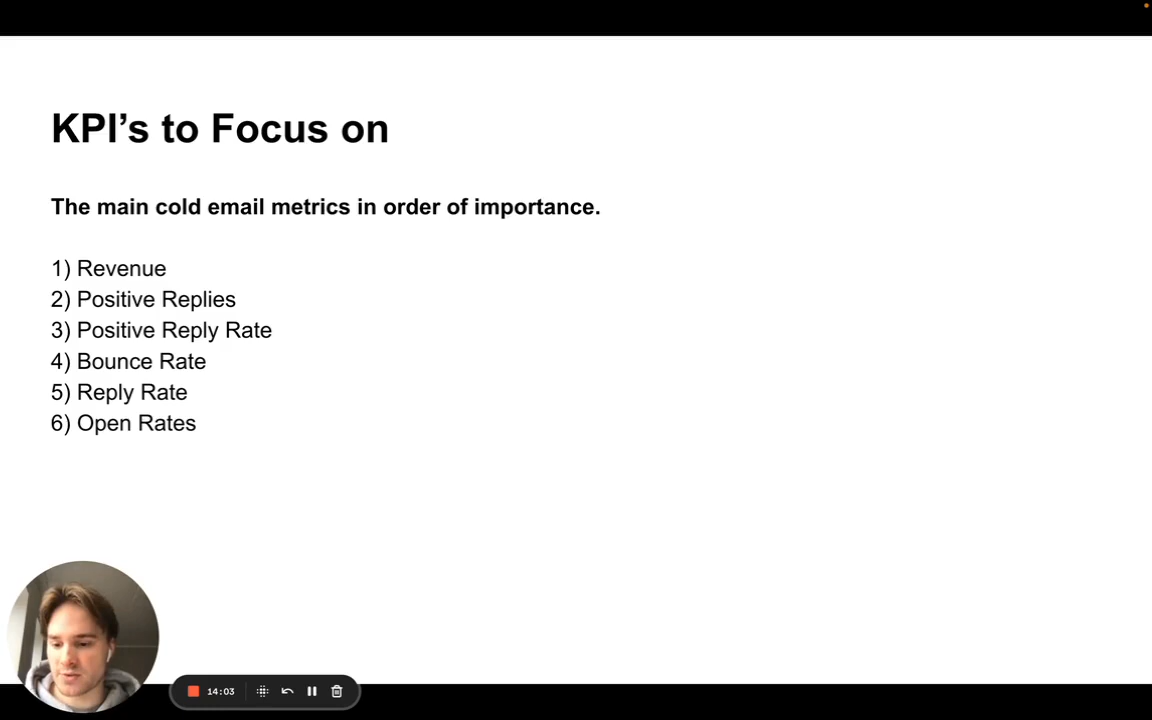 KPI’s to Focus on
The main cold email metrics in order of importance.
1) Revenue
2) Positive Replies
3) Positive Reply Rate
4) Bounce Rate
5) Reply Rate
6) Open Rates
14:03